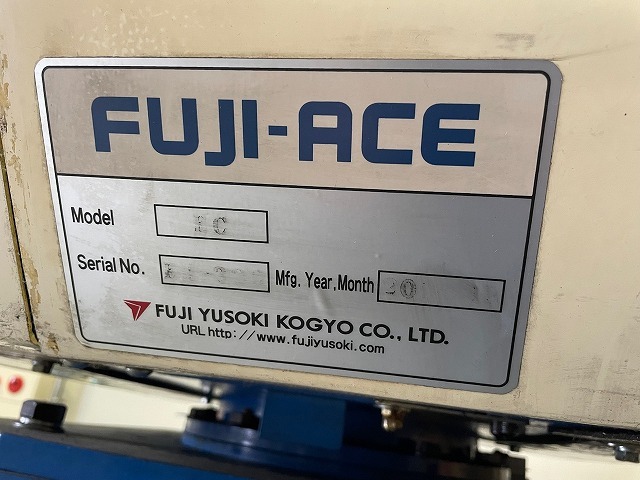 FUJI-ACE
Model
Serial No. Mfg. Year,Month
FUJI YUSOKI KOGYO CO., LTD.
URL http://www.fujiyusoki.com